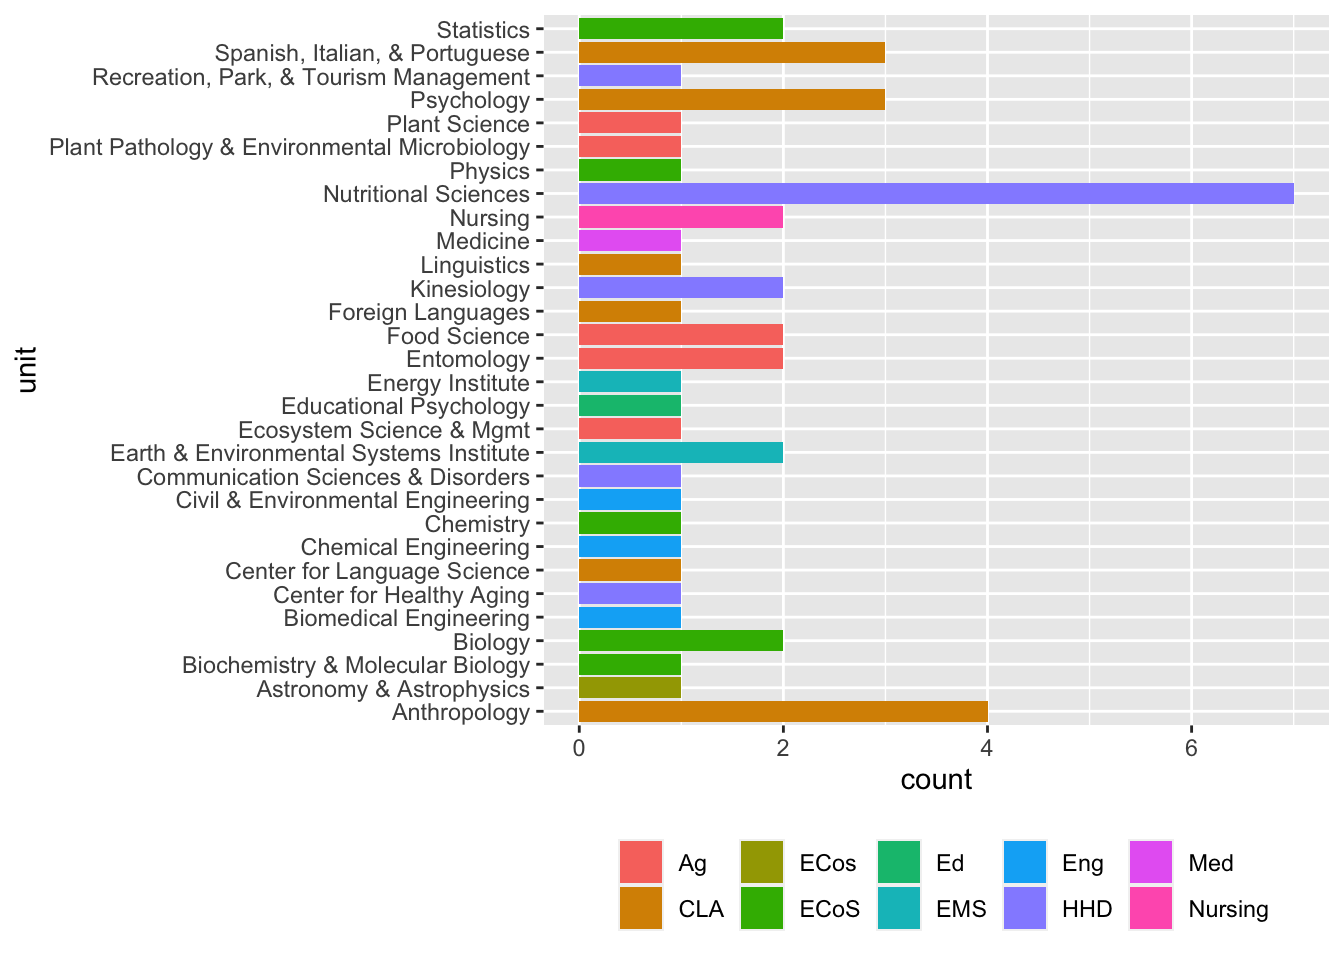 Statistics
Spanish, Italian, & Portuguese
Recreation, Park, & Tourism Management
Psychology
Plant Science
Plant Pathology & Environmental Microbiology
Physics
Nutritional Sciences
Nursing
Medicine
Linguistics
Kinesiology
Foreign Languages
Food Science
Entomology
Energy Institute
Educational Psychology
Ecosystem Science & Mgmt
Earth & Environmental Systems Institute
Communication Sciences & Disorders
Civil & Environmental Engineering
Chemistry
Chemical Engineering
Center for Language Science
Center for Healthy Aging
Biomedical Engineering
Biology
Biochemistry & Molecular Biology
Astronomy & Astrophysics
Anthropology
unit
0 2 4 6
count
Ag ECos Ed Eng Med
CLA ECoS EMS HHD Nursing